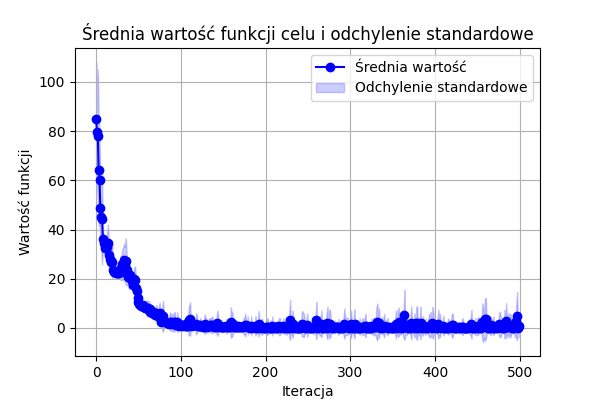 Średnia wartość funkcji celu i odchylenie standardowe
Średnia wartość
Odchylenie standardowe
Wartość funkcji
100
80
60
40
20
0
0 100 200 300 400 500
Iteracja